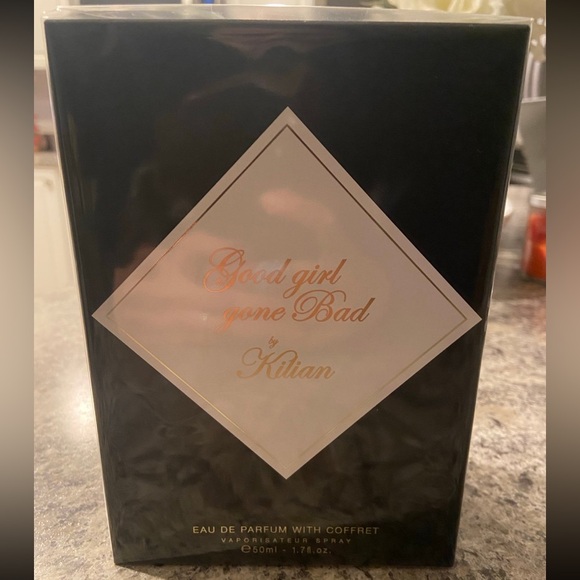 Good girl
gone Bad
by
Kilian
EAU DE PARFUM WITH COFFRET
VAPORISATEUR SPRAY
℮50ml - 1.7fl.oz.